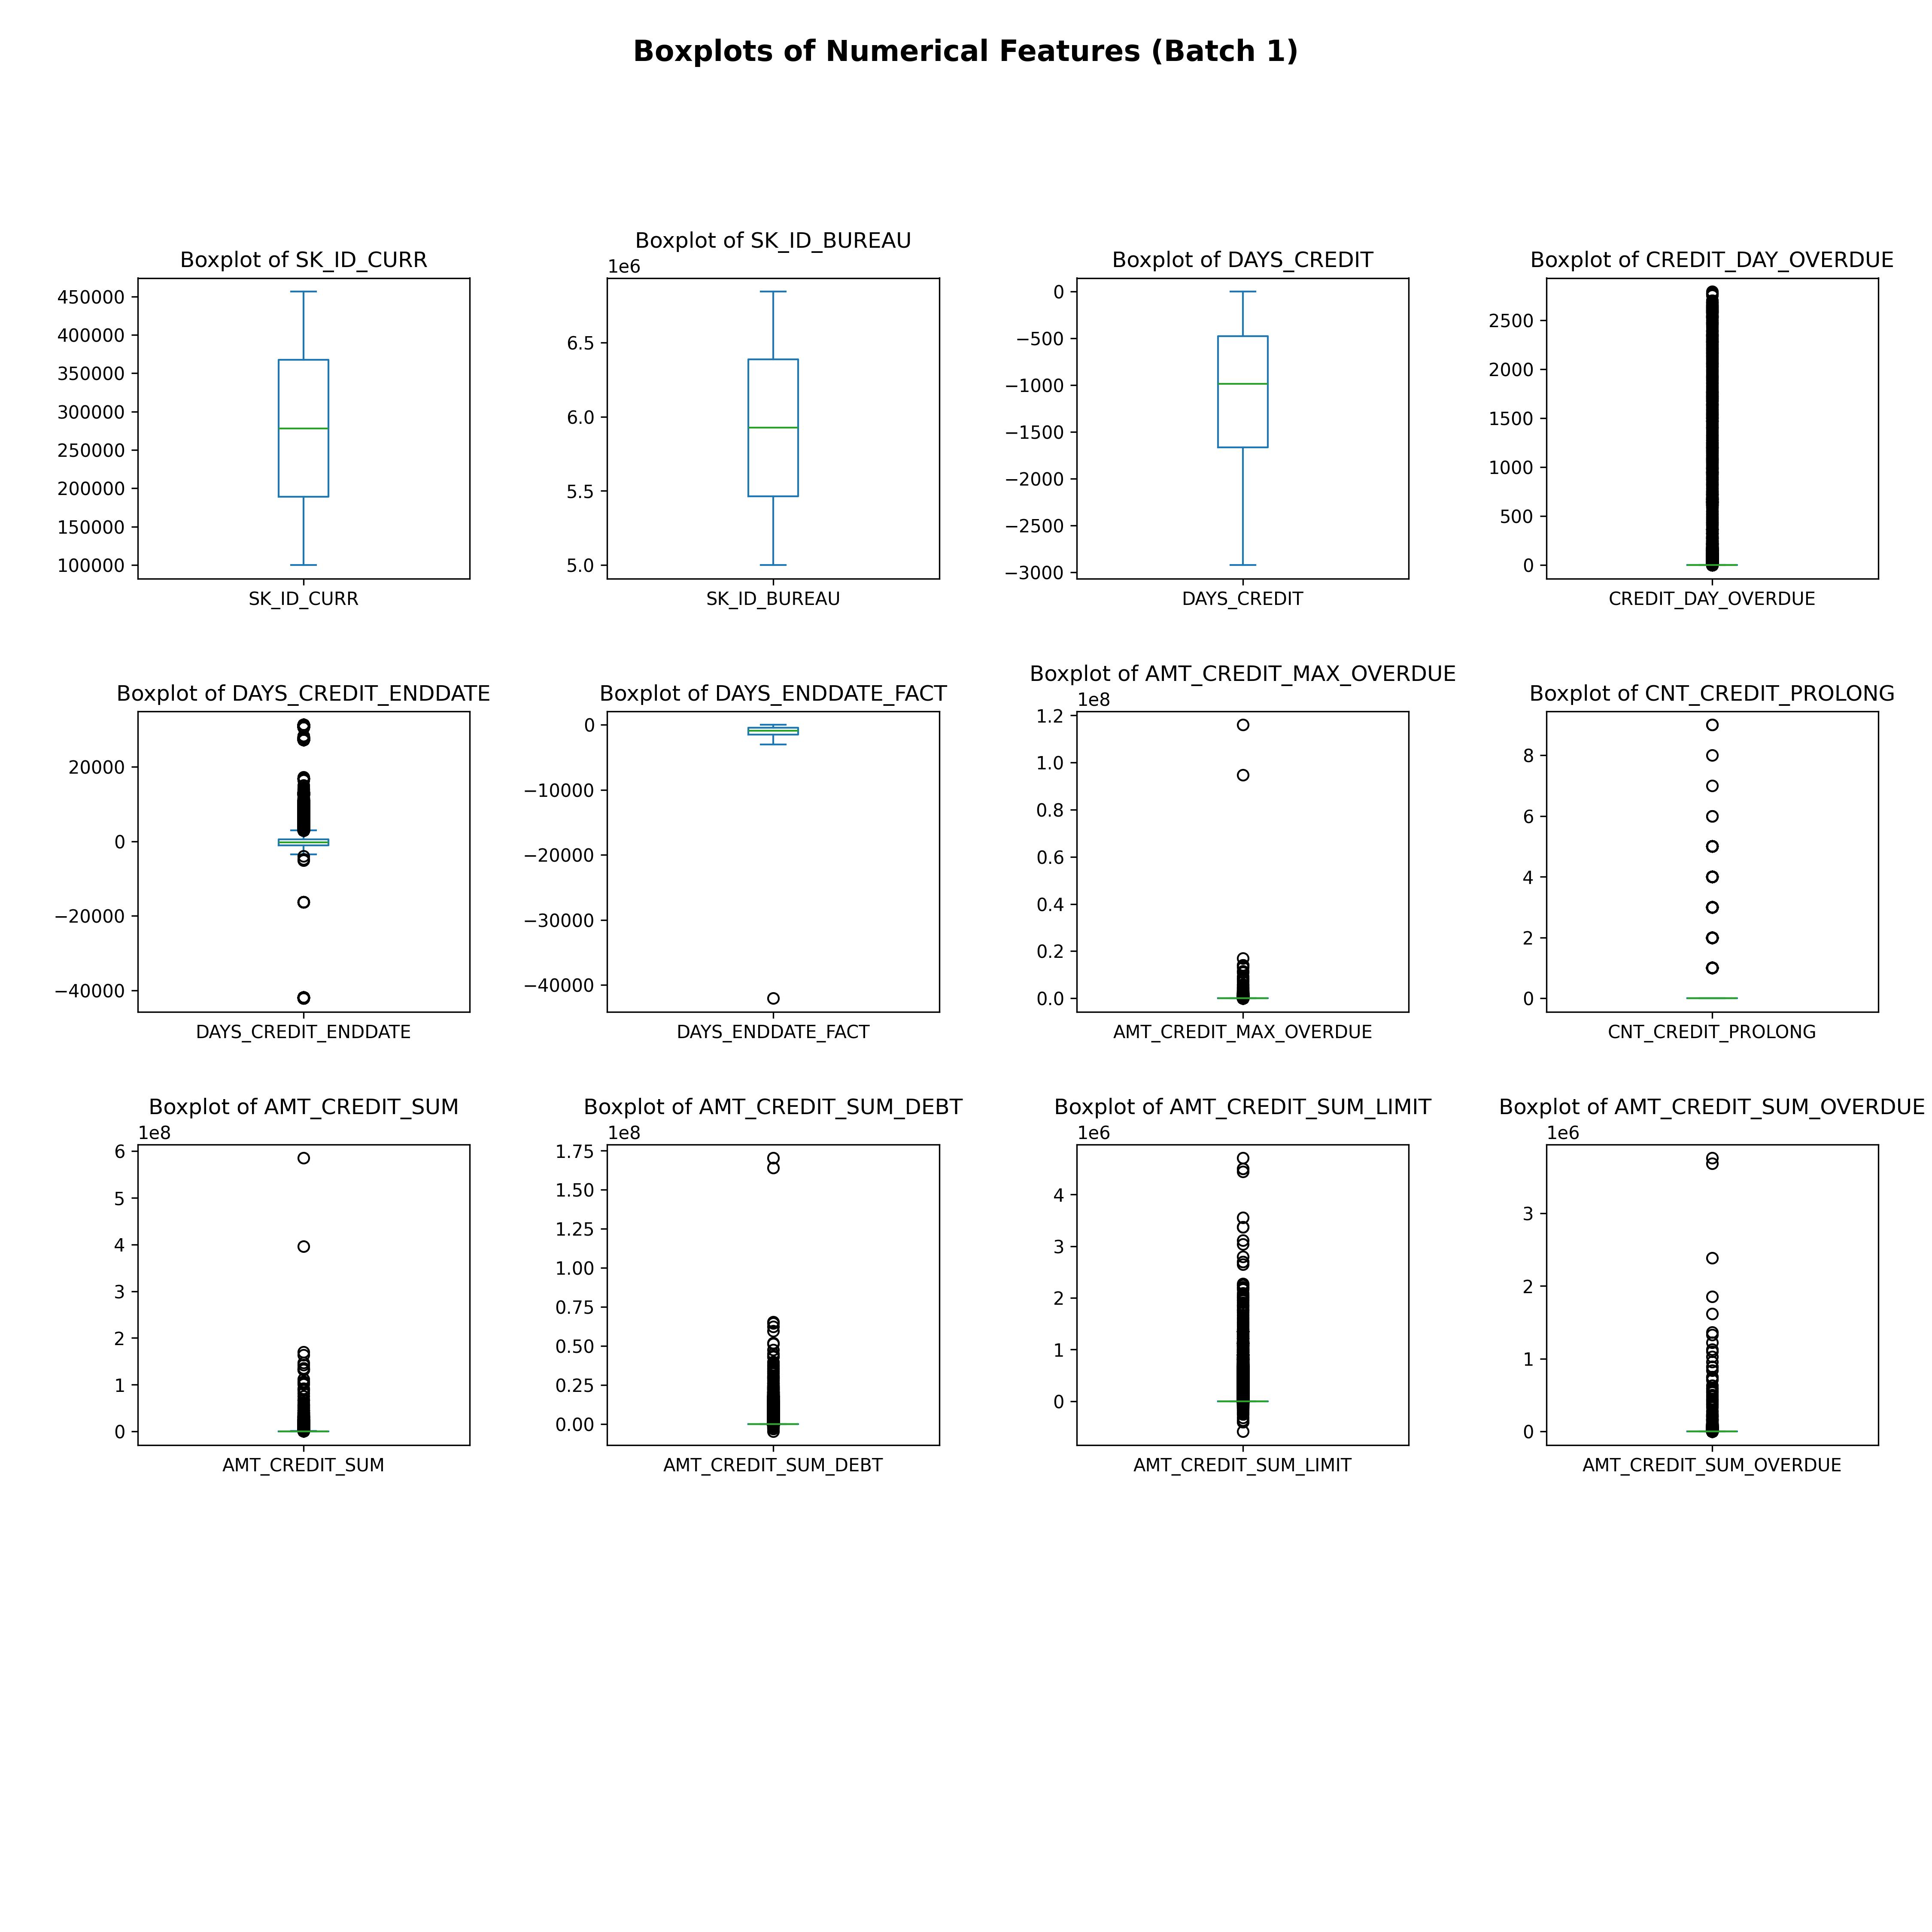 Boxplots of Numerical Features (Batch 1)
Boxplot of SK_ID_CURR
450000
400000
350000
300000
250000
200000
150000
100000
SK_ID_CURR
Boxplot of SK_ID_BUREAU
1e6
6.5
6.0
5.5
5.0
SK_ID_BUREAU
Boxplot of DAYS_CREDIT
0
−500
−1000
−1500
−2000
−2500
−3000
DAYS_CREDIT
Boxplot of CREDIT_DAY_OVERDUE
2500
2000
1500
1000
500
0
CREDIT_DAY_OVERDUE
Boxplot of DAYS_CREDIT_ENDDATE
20000
0
−20000
−40000
DAYS_CREDIT_ENDDATE
Boxplot of DAYS_ENDDATE_FACT
0
−10000
−20000
−30000
−40000
DAYS_ENDDATE_FACT
Boxplot of AMT_CREDIT_MAX_OVERDUE
1e8
1.2
1.0
0.8
0.6
0.4
0.2
0.0
AMT_CREDIT_MAX_OVERDUE
Boxplot of CNT_CREDIT_PROLONG
8
6
4
2
0
CNT_CREDIT_PROLONG
Boxplot of AMT_CREDIT_SUM
1e8
6
5
4
3
2
1
0
AMT_CREDIT_SUM
Boxplot of AMT_CREDIT_SUM_DEBT
1e8
1.75
1.50
1.25
1.00
0.75
0.50
0.25
0.00
AMT_CREDIT_SUM_DEBT
Boxplot of AMT_CREDIT_SUM_LIMIT
1e6
4
3
2
1
0
AMT_CREDIT_SUM_LIMIT
Boxplot of AMT_CREDIT_SUM_OVERDUE
1e6
3
2
1
0
AMT_CREDIT_SUM_OVERDUE